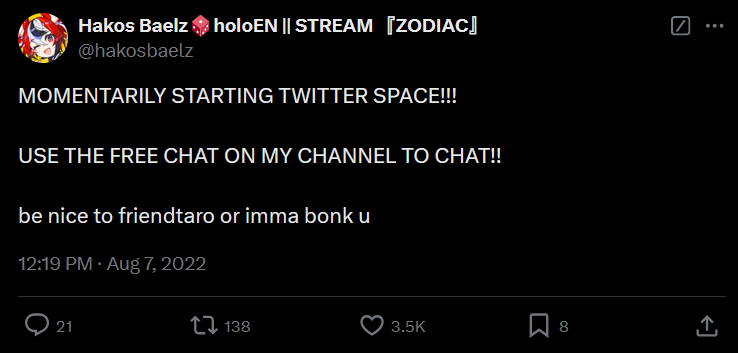 Hakos Baelz🎲holoEN || STREAM 『ZODIAC』
@hakosbaelz
MOMENTARILY STARTING TWITTER SPACE!!!
USE THE FREE CHAT ON MY CHANNEL TO CHAT!!
be nice to friendtaro or imma bonk u
12:19 PM · Aug 7, 2022
21 138 3.5K 8